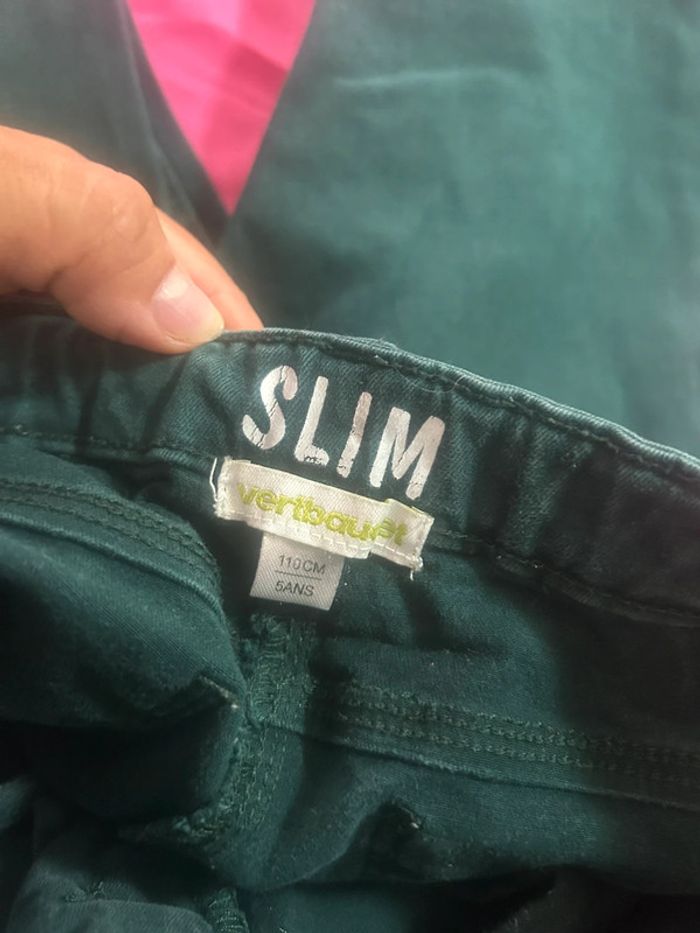 SLIM
vertbaudet
110CM
5ANS